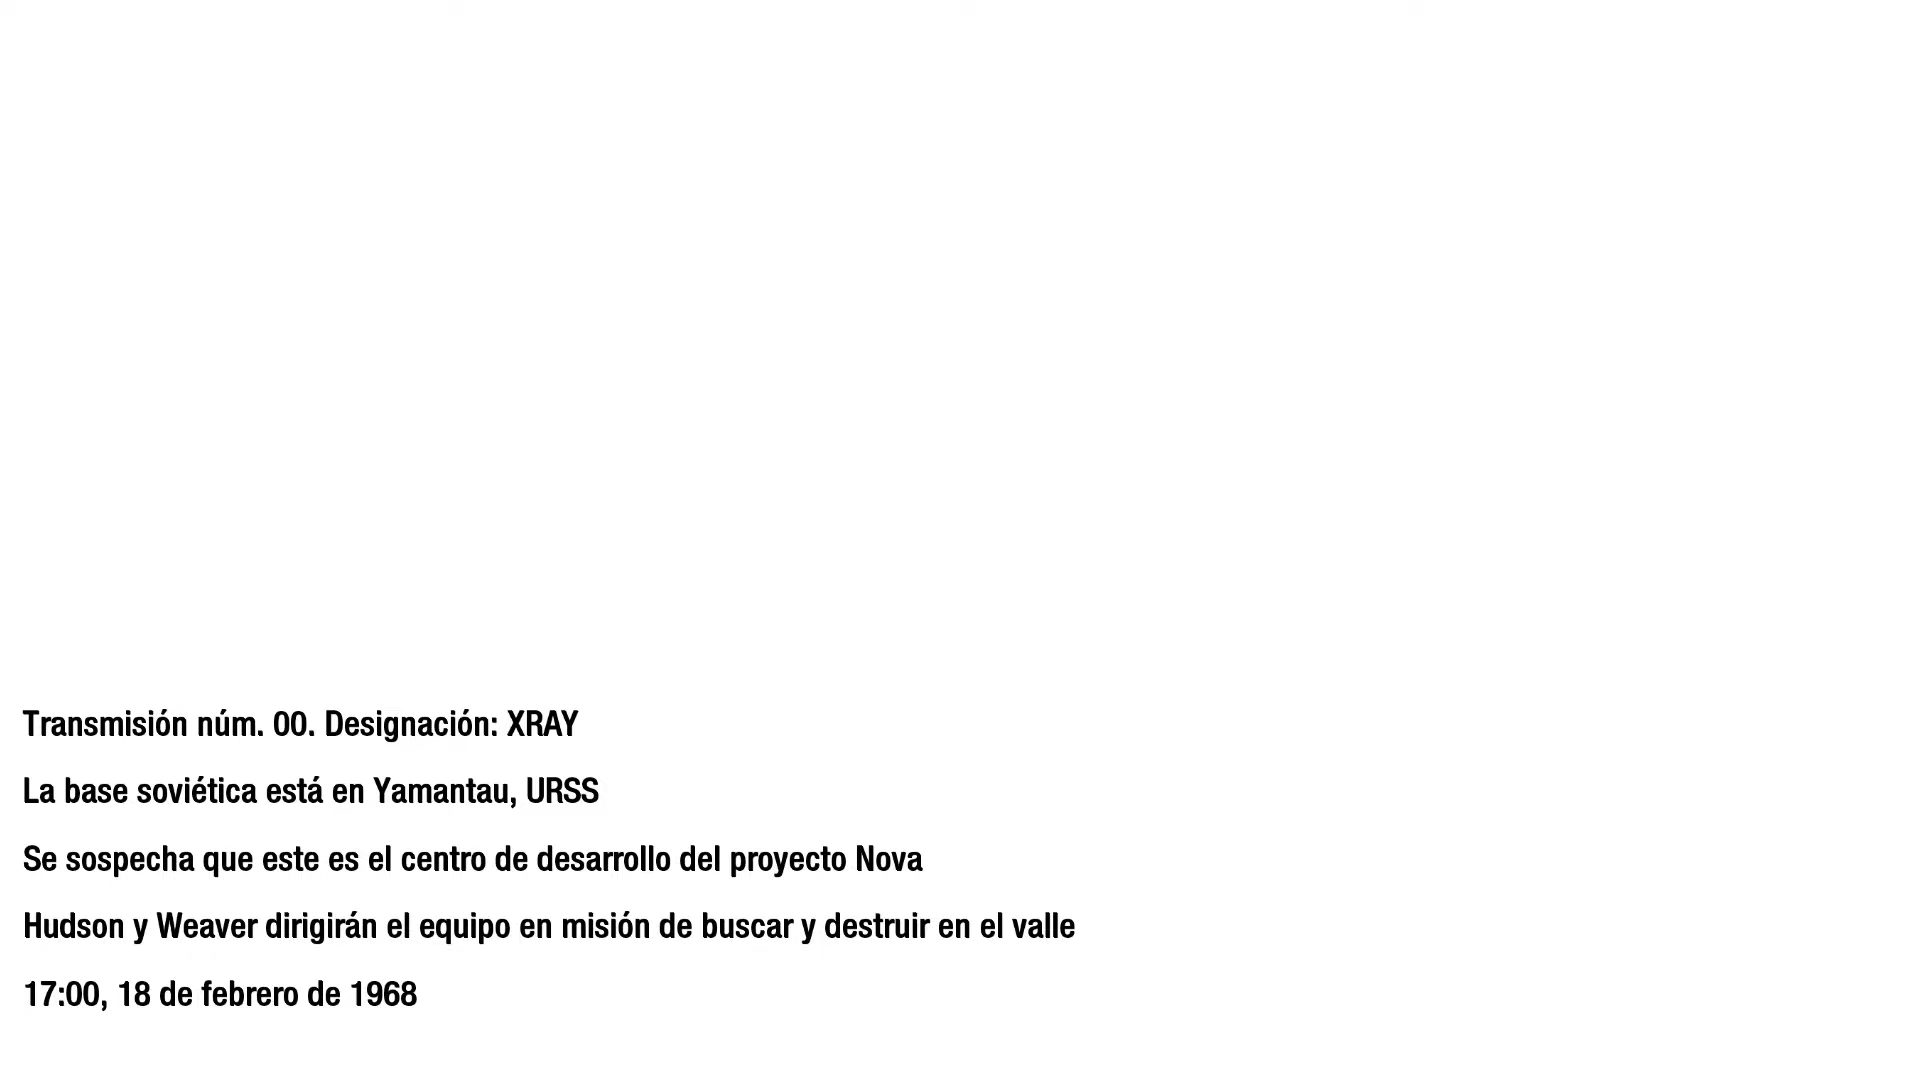 Transmisión núm. 00. Designación: XRAY
La base soviética está en Yamantau, URSS
Se sospecha que este es el centro de desarrollo del proyecto Nova
Hudson y Weaver dirigirán el equipo en misión de buscar y destruir en el valle
17:00, 18 de febrero de 1968